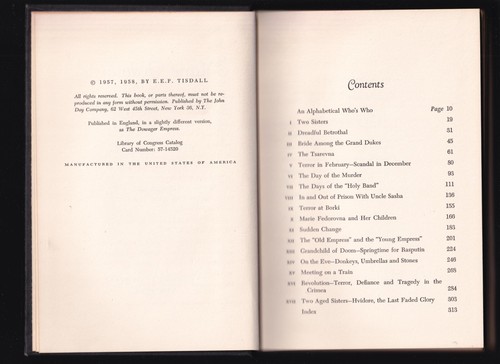 © 1957, 1958, BY E.E.P. TISDALL
All rights reserved. This book, or parts thereof, must not be re-
produced in any form without permission. Published by The John
Day Company, 62 West 45th Street, New York 36, N.Y.
Published in England, in a slightly different version,
as The Dowager Empress.
Library of Congress Catalog
Card Number: 57-14520
MANUFACTURED IN THE UNITED STATES OF AMERICA
Contents
An Alphabetical Who's Who Page 10
I Two Sisters 19
II Dreadful Betrothal 31
III Bride Among the Grand Dukes 45
IV The Tsarevna 61
V Terror in February—Scandal in December 80
VI The Day of the Murder 93
VII The Days of the "Holy Band" 111
VIII In and Out of Prison With Uncle Sasha 136
IX Terror at Borki 155
X Marie Fedorovna and Her Children 166
XI Sudden Change 185
XII The "Old Empress" and the "Young Empress" 201
XIII Grandchild of Doom—Springtime for Rasputin 224
XIV On the Eve—Donkeys, Umbrellas and Stones 246
XV Meeting on a Train 265
XVI Revolution—Terror, Defiance and Tragedy in the
Crimea 284
XVII Two Aged Sisters—Hvidore, the Last Faded Glory 303
Index 315